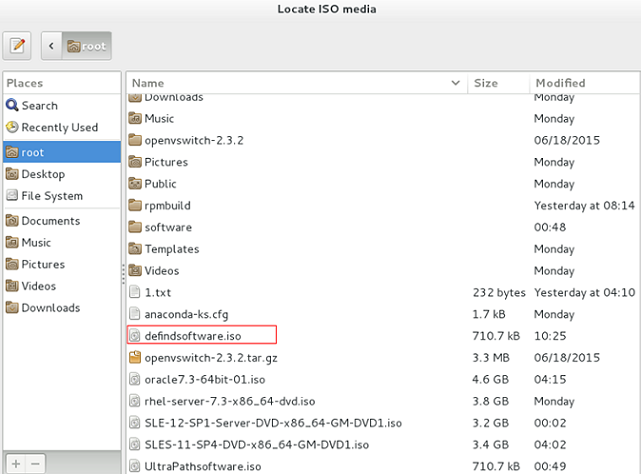 Locate ISO media
root
Places
Name Size Modified
Search
Recently Used
root
Desktop
File System
Documents
Music
Pictures
Videos
Downloads
Downloads Monday
Music Monday
openvswitch-2.3.2 06/18/2015
Pictures Monday
Public Monday
rpmbuild Yesterday at 08:14
software 00:48
Templates Monday
Videos Monday
1.txt 232 bytes Yesterday at 04:10
anaconda-ks.cfg 1.7 kB Monday
defindsoftware.iso 710.7 kB 10:25
openvswitch-2.3.2.tar.gz 3.3 MB 06/18/2015
oracle7.3-64bit-01.iso 4.6 GB 04:15
rhel-server-7.3-x86_64-dvd.iso 3.8 GB Monday
SLE-12-SP1-Server-DVD-x86_64-GM-DVD1.iso 3.2 GB 00:02
SLES-11-SP4-DVD-x86_64-GM-DVD1.iso 3.4 GB 04:02
UltraPathsoftware.iso 710.7 kB 00:49